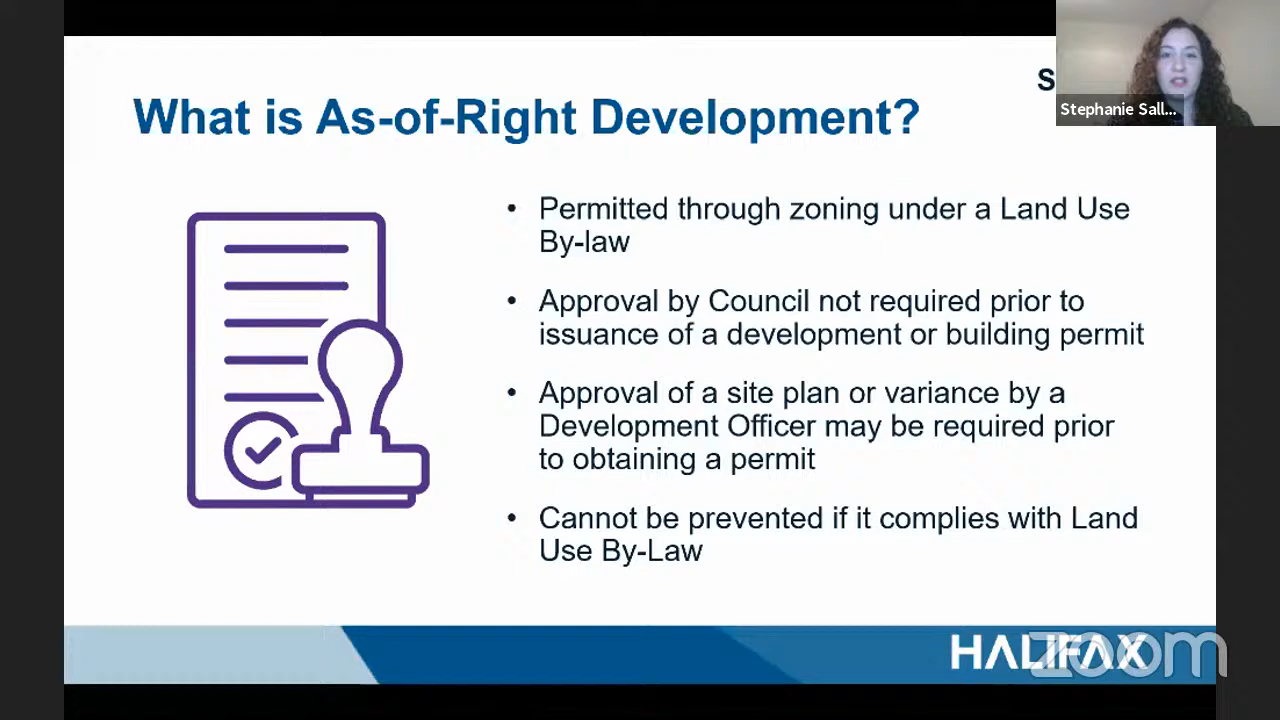 S
Stephanie Sall...
What is As-of-Right Development?
• Permitted through zoning under a Land Use
By-law
• Approval by Council not required prior to
issuance of a development or building permit
• Approval of a site plan or variance by a
Development Officer may be required prior
to obtaining a permit
• Cannot be prevented if it complies with Land
Use By-Law
HALIFAX
zoom